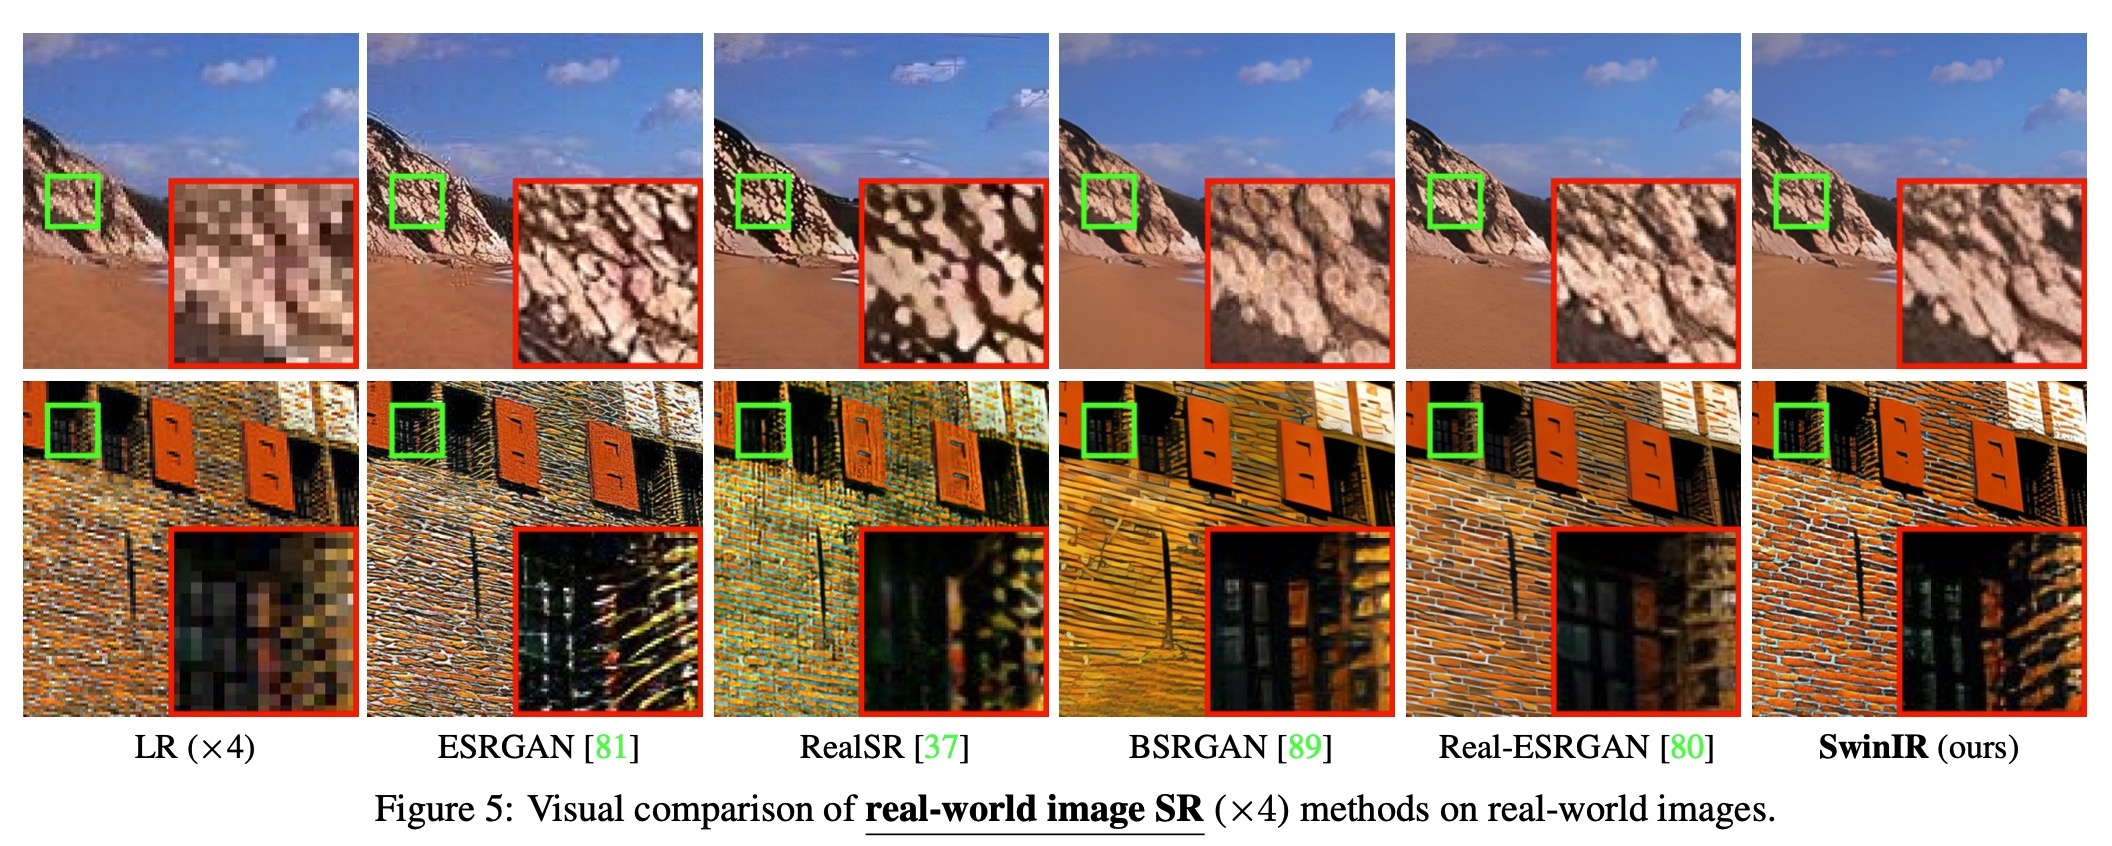 LR (×4) ESRGAN [81] RealSR [37] BSRGAN [89] Real-ESRGAN [80] SwinIR (ours)
Figure 5: Visual comparison of real-world image SR (×4) methods on real-world images.